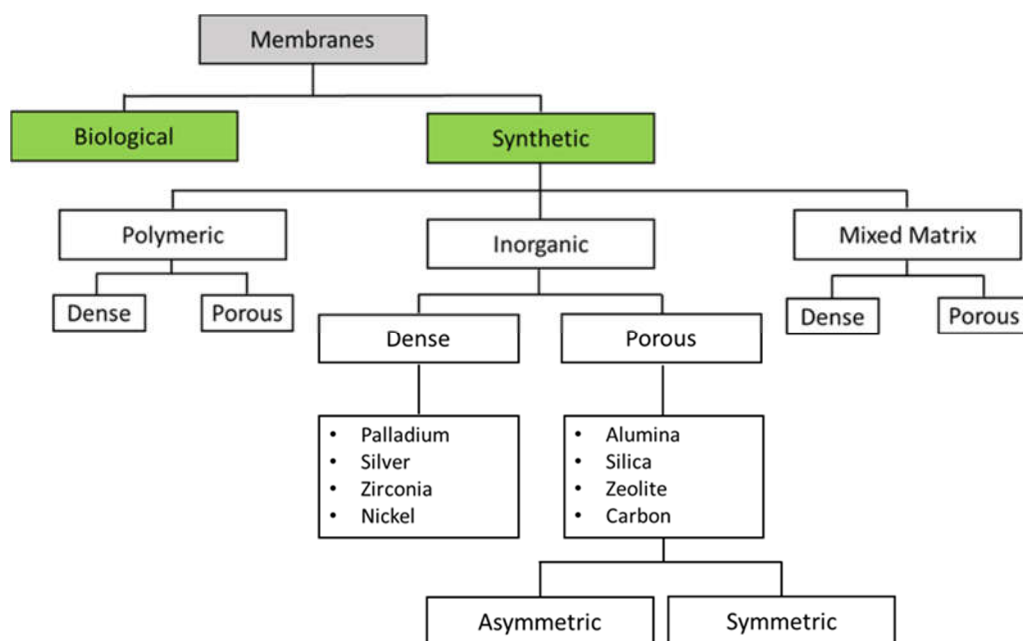 Membranes
Biological
Synthetic
Polymeric
Inorganic
Mixed Matrix
Dense
Porous
Dense
Porous
Dense
Porous
• Palladium
• Silver
• Zirconia
• Nickel
• Alumina
• Silica
• Zeolite
• Carbon
Asymmetric
Symmetric